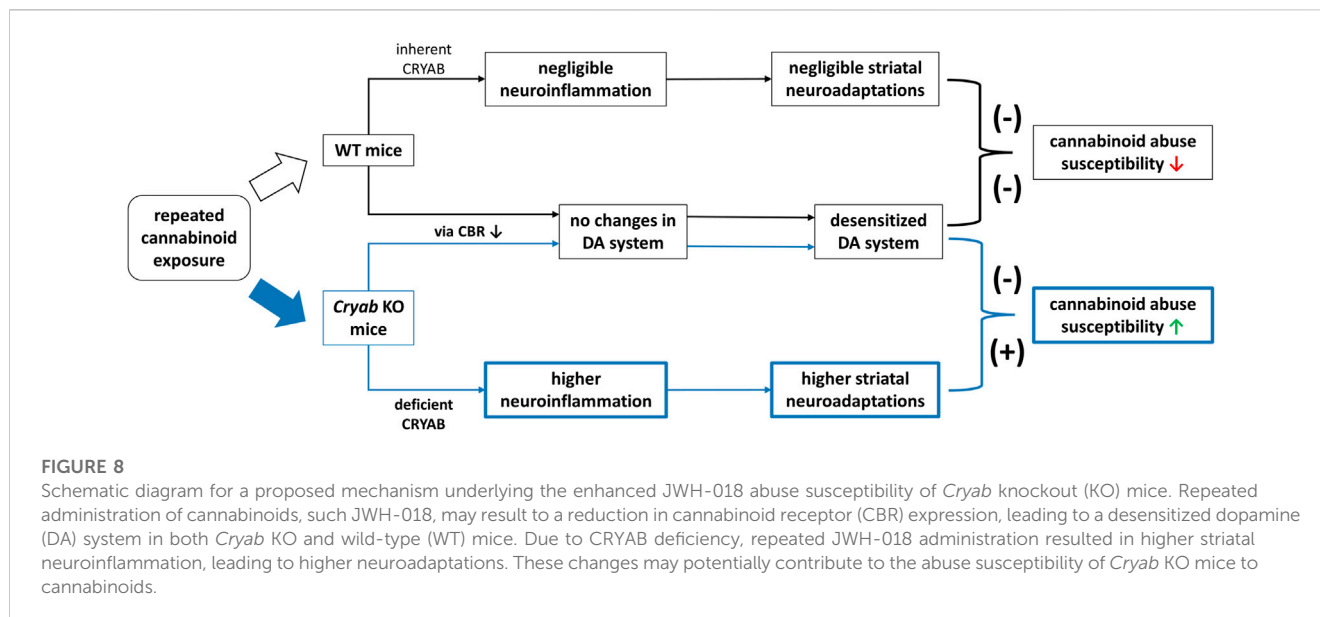 inherent
CRYAB
negligible
neuroinflammation
negligible striatal
neuroadaptations
(-)
WT mice
cannabinoid abuse
susceptibility ↓
(-)
repeated
cannabinoid
exposure
via CBR ↓
no changes in
DA system
desensitized
DA system
(-)
Cryab KO
mice
cannabinoid abuse
susceptibility ↑
(+)
deficient
CRYAB
higher
neuroinflammation
higher striatal
neuroadaptations
FIGURE 8
Schematic diagram for a proposed mechanism underlying the enhanced JWH-018 abuse susceptibility of Cryab knockout (KO) mice. Repeated
administration of cannabinoids, such JWH-018, may result to a reduction in cannabinoid receptor (CBR) expression, leading to a desensitized dopamine
(DA) system in both Cryab KO and wild-type (WT) mice. Due to CRYAB deficiency, repeated JWH-018 administration resulted in higher striatal
neuroinflammation, leading to higher neuroadaptations. These changes may potentially contribute to the abuse susceptibility of Cryab KO mice to
cannabinoids.